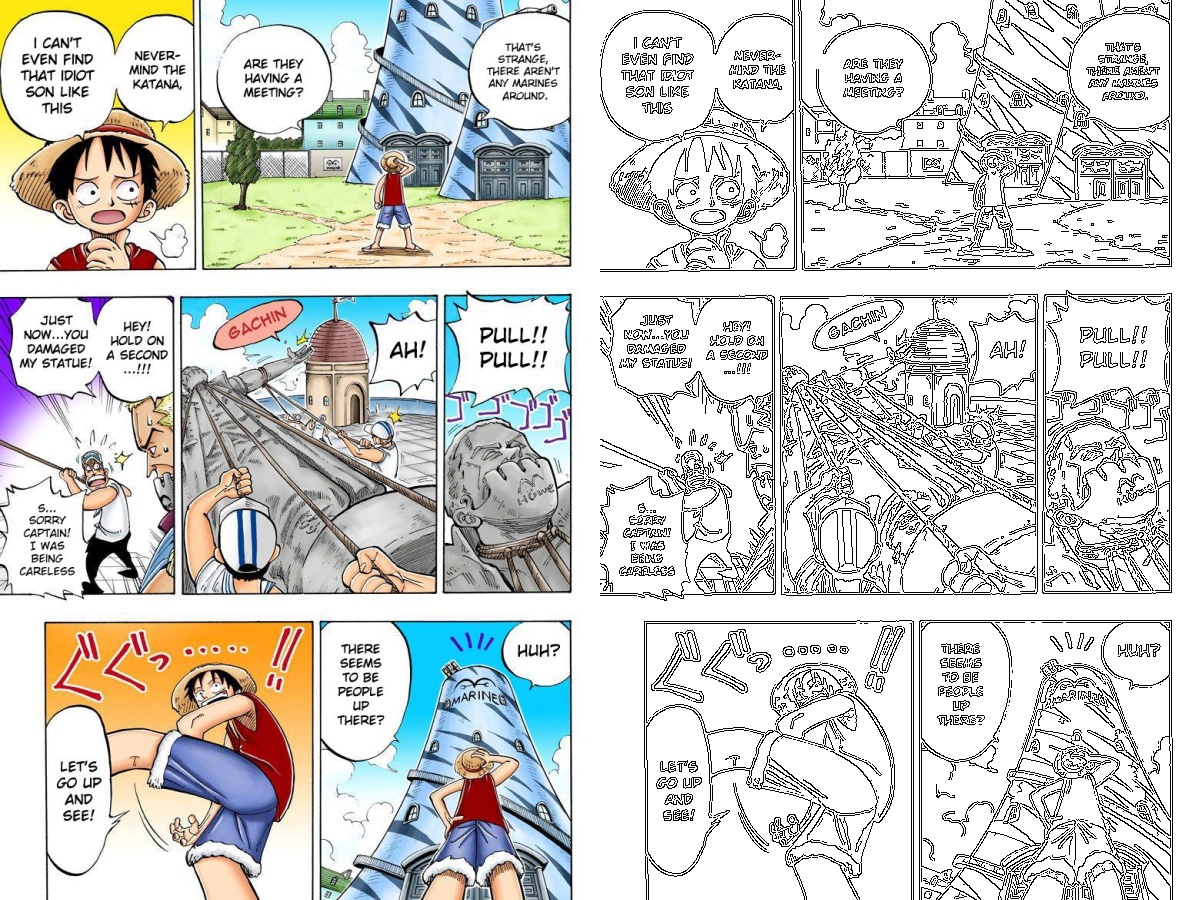 THAT'S
STRANGE,
THERE AREN'T
ANY MARINES
AROUND.
ARE THEY
HAVING A
MEETING?
NEVER-
MIND THE
KATANA,
I CAN'T
EVEN FIND
THAT IDIOT
SON LIKE
THIS
PULL!!
PULL!!
ゴゴゴゴゴ
AH!
GACHIN
HEY!
HOLD ON
A SECOND
...!!!
JUST
NOW...YOU
DAMAGED
MY STATUE!
S...
SORRY
CAPTAIN!
I WAS
BEING
CARELESS
HUH?
MARINE
THERE
SEEMS
TO BE
PEOPLE
UP
THERE?
ぐぐっ.....!!
LET'S
GO UP
AND
SEE!
THAT'S
STRANGE,
THERE AREN'T
ANY MARINES
AROUND.
ARE THEY
HAVING A
MEETING?
NEVER-
MIND THE
KATANA,
I CAN'T
EVEN FIND
THAT IDIOT
SON LIKE
THIS
PULL!!
PULL!!
AH!
GACHIN
HEY!
HOLD ON
A SECOND
...!!!
JUST
NOW...YOU
DAMAGED
MY STATUE!
S...
SORRY
CAPTAIN!
I WAS
BEING
CARELESS
HUH?
MARINE
THERE
SEEMS
TO BE
PEOPLE
UP
THERE?
ぐぐっ.....!!
LET'S
GO UP
AND
SEE!